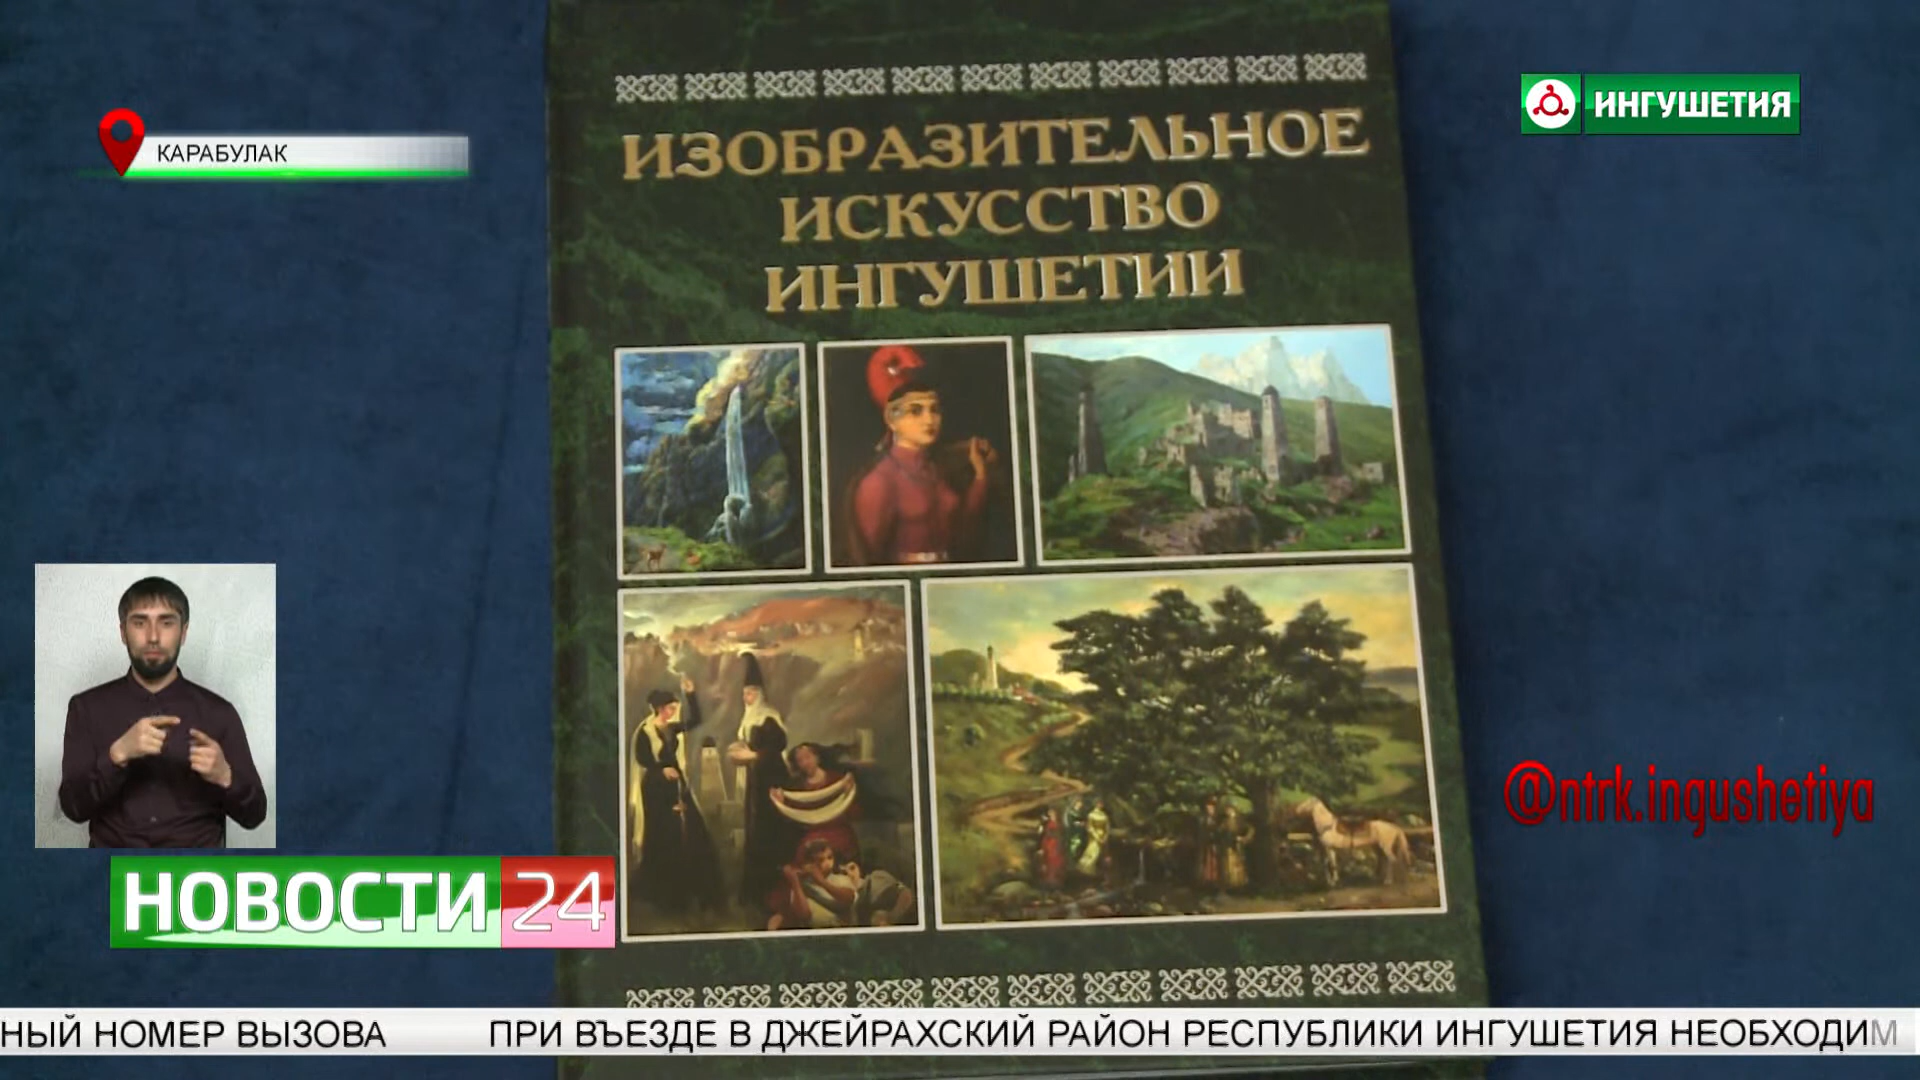 ИНГУШЕТИЯ
КАРАБУЛАК
ИЗОБРАЗИТЕЛЬНОЕ
ИСКУССТВО
ИНГУШЕТИИ
@ntrk.ingushetiya
НОВОСТИ 24
НЫЙ НОМЕР ВЫЗОВА ПРИ ВЪЕЗДЕ В ДЖЕЙРАХСКИЙ РАЙОН РЕСПУБЛИКИ ИНГУШЕТИЯ НЕОБХОДИМ